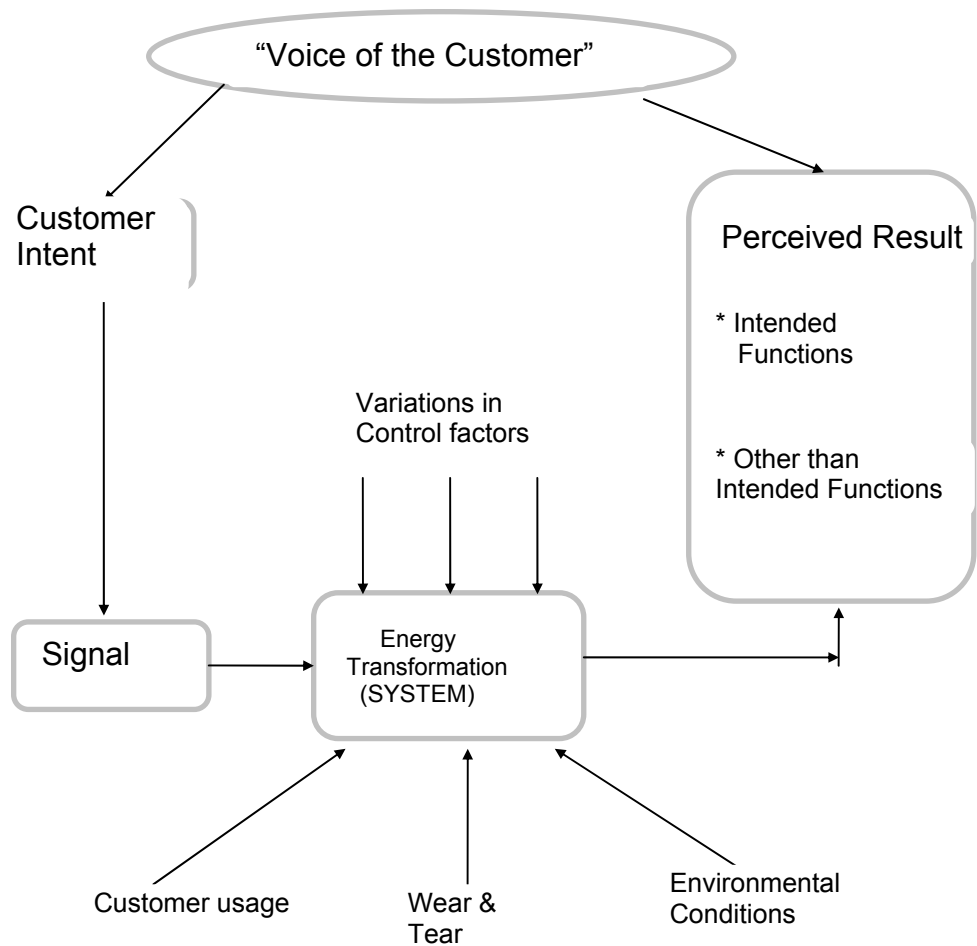 “Voice of the Customer”
Customer
Intent
Perceived Result
* Intended
Functions
* Other than
Intended Functions
Variations in
Control factors
Signal
Energy
Transformation
(SYSTEM)
Customer usage
Wear &
Tear
Environmental
Conditions